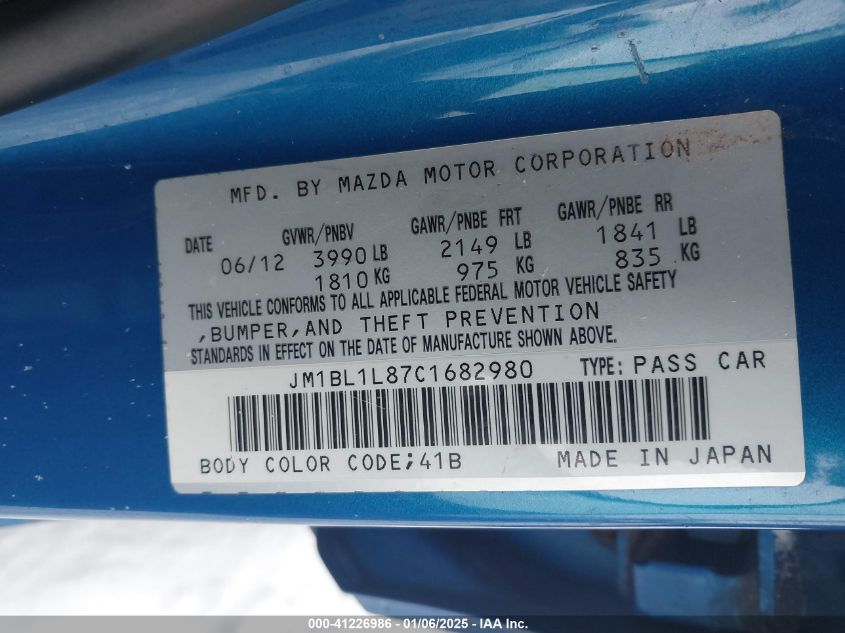 MFD. BY MAZDA MOTOR CORPORATION
DATE GVWR/PNBV GAWR/PNBE FRT GAWR/PNBE RR
06/12 3990 LB 2149 LB 1841 LB
1810 KG 975 KG 835 KG
THIS VEHICLE CONFORMS TO ALL APPLICABLE FEDERAL MOTOR VEHICLE SAFETY
,BUMPER,AND THEFT PREVENTION
STANDARDS IN EFFECT ON THE DATE OF MANUFACTURE SHOWN ABOVE.
JM1BL1L87C1682980 TYPE: PASS CAR
BODY COLOR CODE;41B MADE IN JAPAN
000-41226986 - 01/06/2025 - IAA Inc.